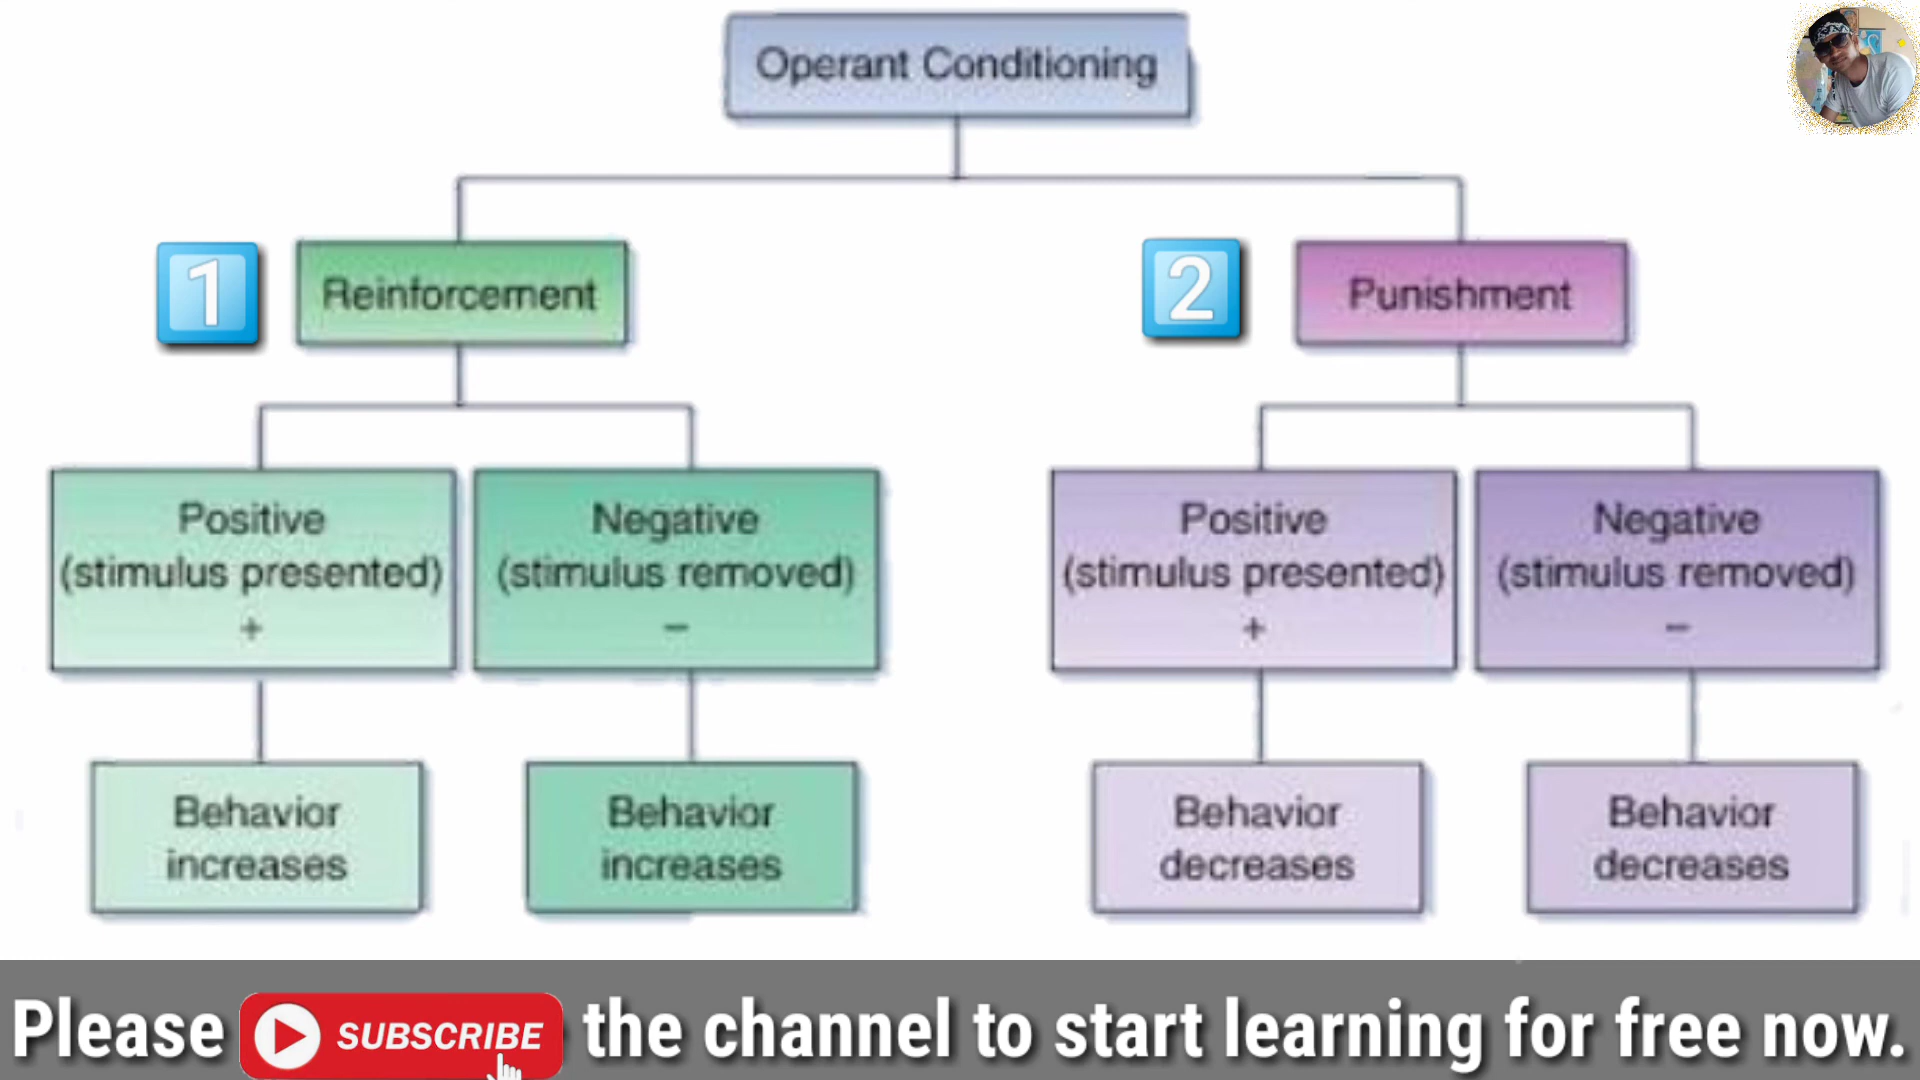 Operant Conditioning
1
Reinforcement
2
Punishment
Positive
(stimulus presented)
+
Negative
(stimulus removed)
–
Positive
(stimulus presented)
+
Negative
(stimulus removed)
–
Behavior
increases
Behavior
increases
Behavior
decreases
Behavior
decreases
Please SUBSCRIBE the channel to start learning for free now.